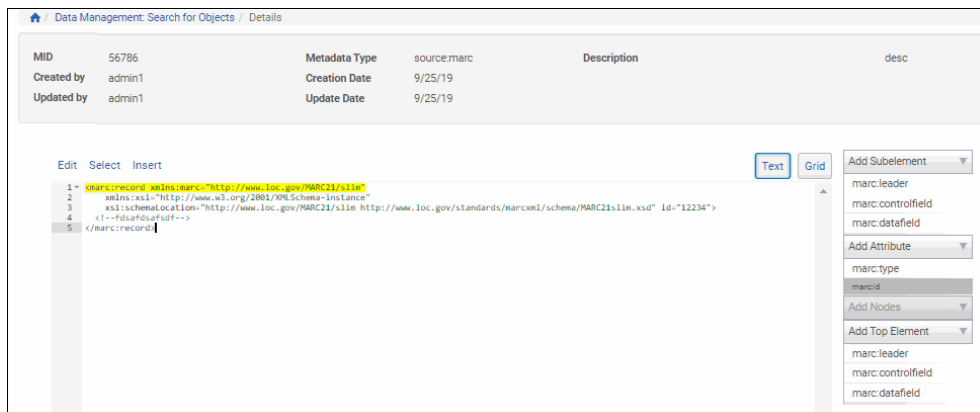 / Data Management: Search for Objects / Details
MID 56786 Metadata Type source:marc Description desc
Created by admin1 Creation Date 9/25/19
Updated by admin1 Update Date 9/25/19
Edit Select Insert Text Grid
1 <marc:record xmlns:marc="http://www.loc.gov/MARC21/slim"
2 xmlns:xsi="http://www.w3.org/2001/XMLSchema-instance"
3 xsi:schemaLocation="http://www.loc.gov/MARC21/slim http://www.loc.gov/standards/marcxml/schema/MARC21slim.xsd" id="12234">
4 <!--fdsafdsafsdf-->
5 </marc:record>
Add Subelement
marc:leader
marc:controlfield
marc:datafield
Add Attribute
marc:type
marc:id
Add Nodes
Add Top Element
marc:leader
marc:controlfield
marc:datafield